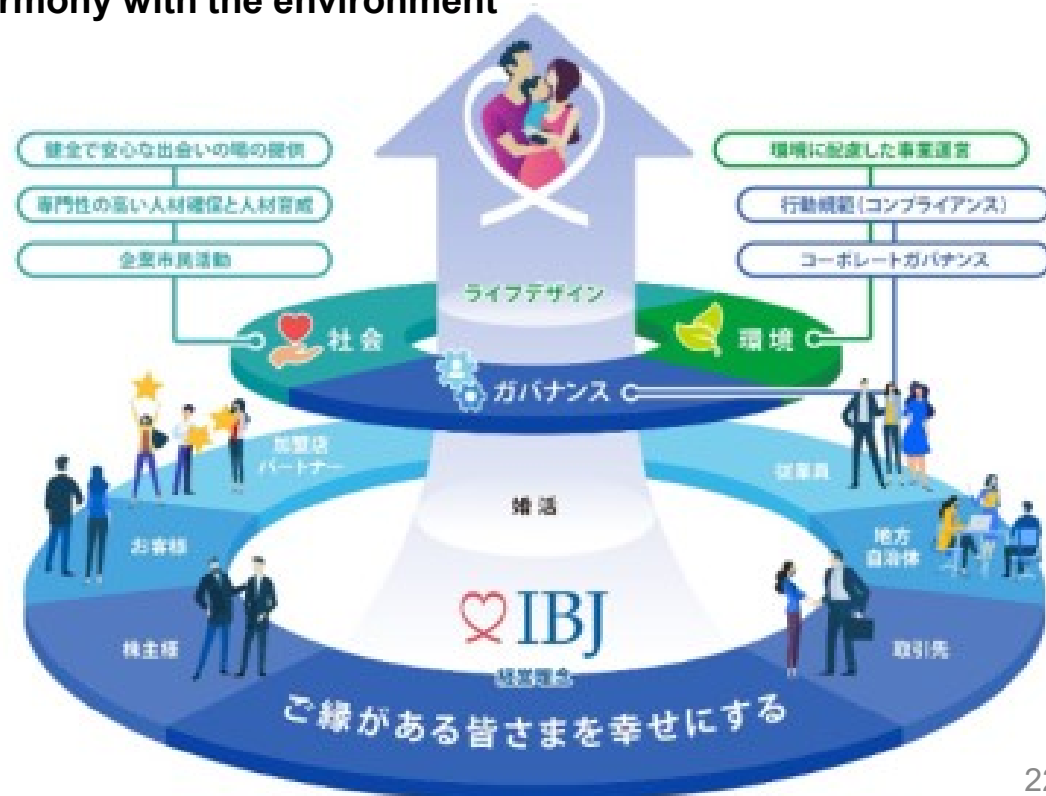 rmony with the environment
健全で安心な出会いの場の提供
専門性の高い人材確保と人材育成
企業市民活動
環境に配慮した事業運営
行動規範(コンプライアンス)
コーポレートガバナンス
ライフデザイン
社会
環境
ガバナンス
加盟店
パートナー
従業員
婚活
お客様
地方
自治体
IBJ
株主様
取引先
経営理念
ご縁がある皆さまを幸せにする
22